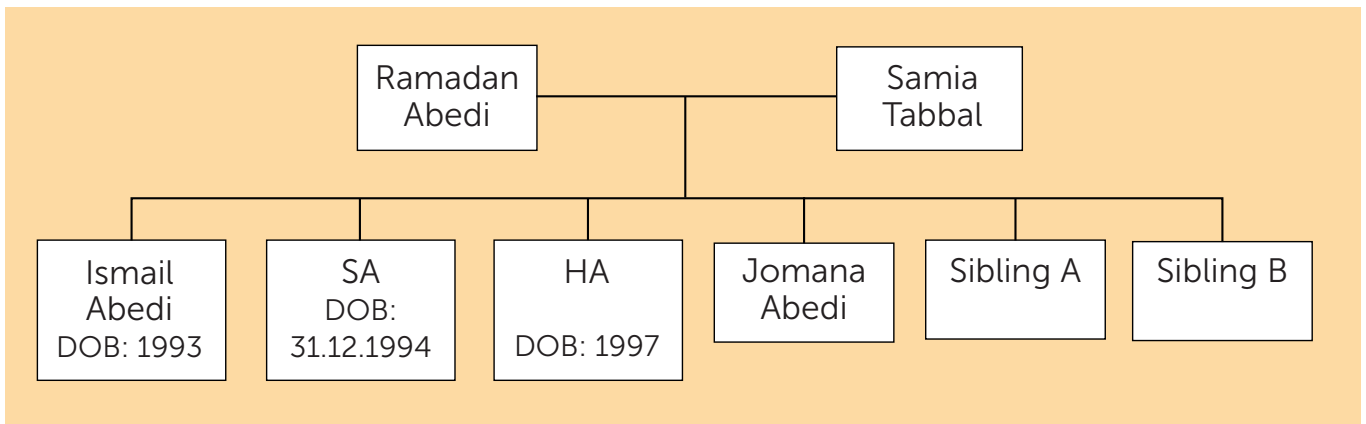 Ramadan
Abedi
Samia
Tabbal
Ismail
Abedi
DOB: 1993
SA
DOB:
31.12.1994
HA
DOB: 1997
Jomana
Abedi
Sibling A
Sibling B